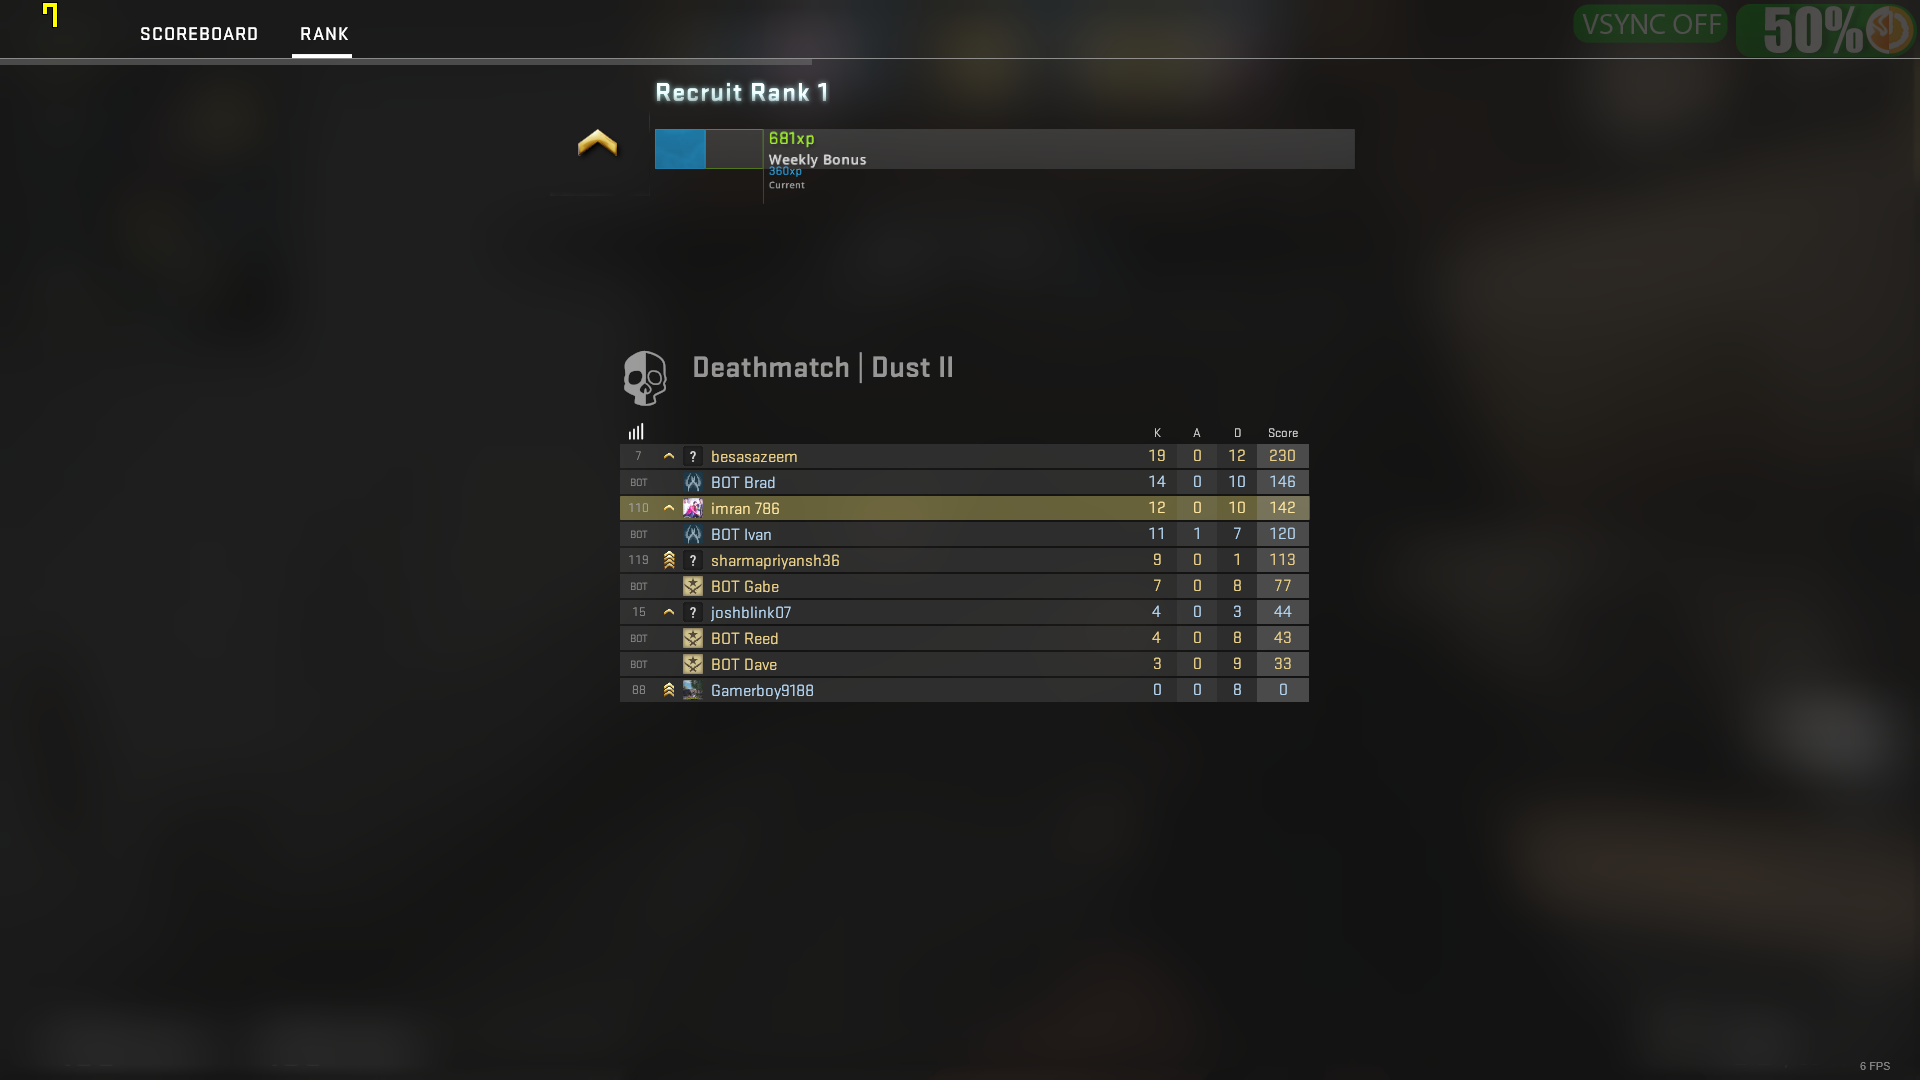 7
SCOREBOARD RANK VSYNC OFF 50%
Recruit Rank 1
681xp
Weekly Bonus
360xp
Current
Deathmatch | Dust II
K A D Score
7 ? besasazeem 19 0 12 230
BOT BOT Brad 14 0 10 146
110 imran 786 12 0 10 142
BOT BOT Ivan 11 1 7 120
119 ? sharmapriyansh36 9 0 1 113
BOT BOT Gabe 7 0 8 77
15 ? joshblink07 4 0 3 44
BOT BOT Reed 4 0 8 43
BOT BOT Dave 3 0 9 33
88 Gamerboy9188 0 0 8 0
6 FPS